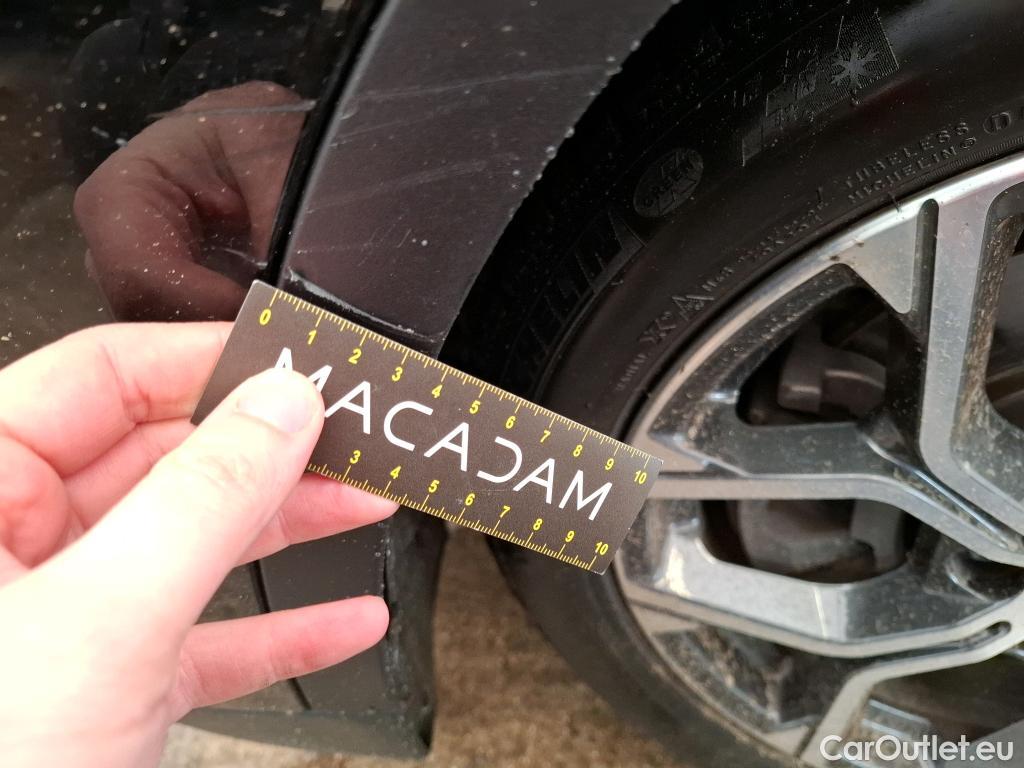 TUBELESS
MICHELIN
GREEN X
0 1 2 3 4 5 6 7 8 9 10
MACADAM
3 4 5 6 7 8 9 10
CarOutlet.eu